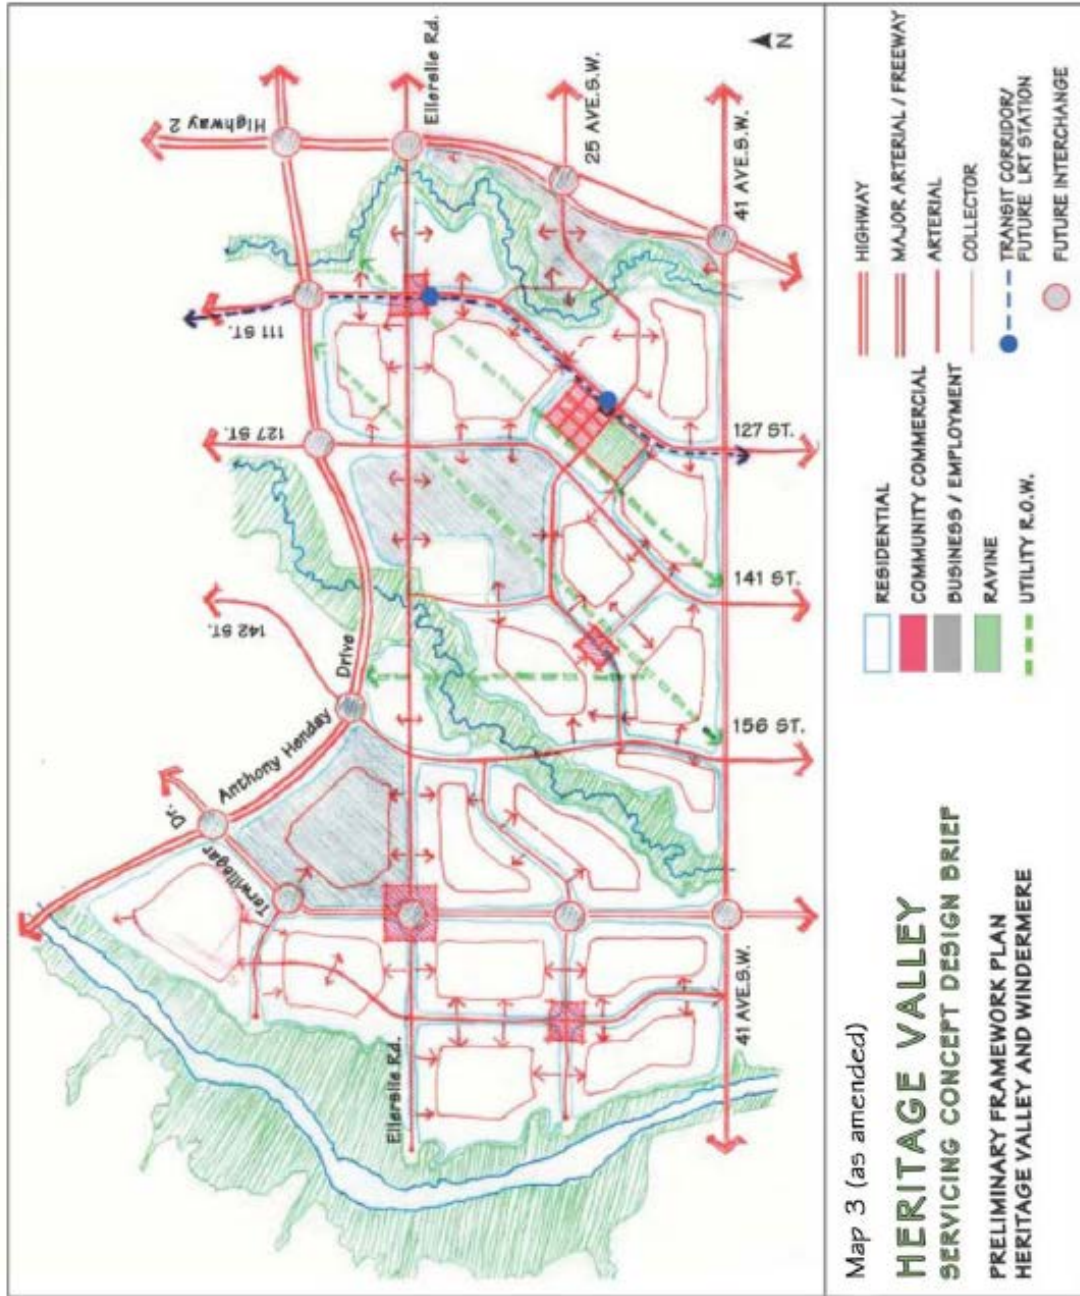 Highway 2
Ellerslie Rd.
25 AVE.S.W.
41 AVE.S.W.
N
111 ST.
127 ST.
127 ST.
142 ST.
141 ST.
156 ST.
Anthony Henday
Drive
Terwillegar
Dr.
Ellerslie Rd.
41 AVE.S.W.
Map 3 (as amended)
HERITAGE VALLEY
SERVICING CONCEPT DESIGN BRIEF
PRELIMINARY FRAMEWORK PLAN
HERITAGE VALLEY AND WINDERMERE
RESIDENTIAL
COMMUNITY COMMERCIAL
BUSINESS / EMPLOYMENT
RAVINE
UTILITY R.O.W.
HIGHWAY
MAJOR ARTERIAL / FREEWAY
ARTERIAL
COLLECTOR
TRANSIT CORRIDOR/
FUTURE LRT STATION
FUTURE INTERCHANGE